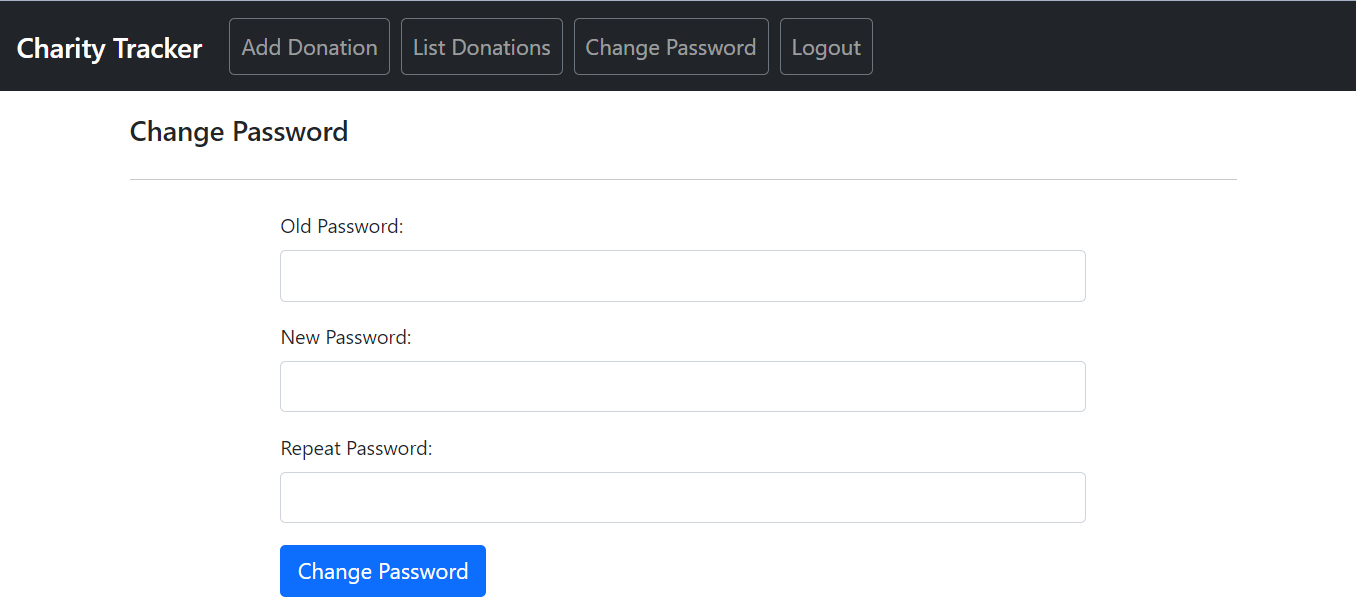 Charity Tracker Add Donation List Donations Change Password Logout
Change Password
Old Password:
New Password:
Repeat Password:
Change Password